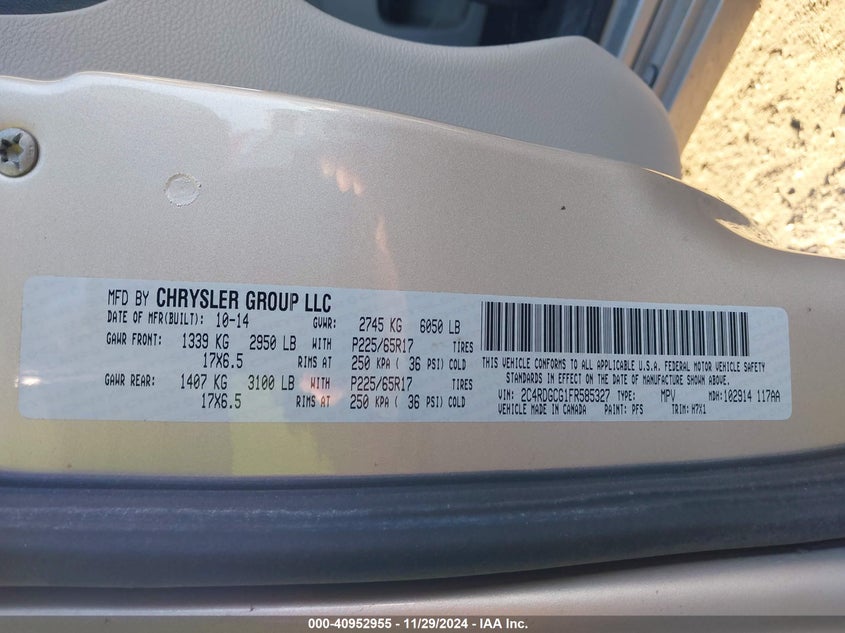 MFD BY CHRYSLER GROUP LLC
DATE OF MFR(BUILT): 10-14 GVWR: 2745 KG 6050 LB
GAWR FRONT: 1339 KG 2950 LB WITH P225/65R17 TIRES
17X6.5 RIMS AT 250 KPA ( 36 PSI) COLD
GAWR REAR: 1407 KG 3100 LB WITH P225/65R17 TIRES
17X6.5 RIMS AT 250 KPA ( 36 PSI) COLD
THIS VEHICLE CONFORMS TO ALL APPLICABLE U.S.A. FEDERAL MOTOR VEHICLE SAFETY
STANDARDS IN EFFECT ON THE DATE OF MANUFACTURE SHOWN ABOVE.
VIN: 2C4RDGCG1FR585327 TYPE: MPV MDH:102914 117AA
VEHICLE MADE IN CANADA PAINT: PFS TRIM: H7X1
000-40952955 - 11/29/2024 - IAA Inc.